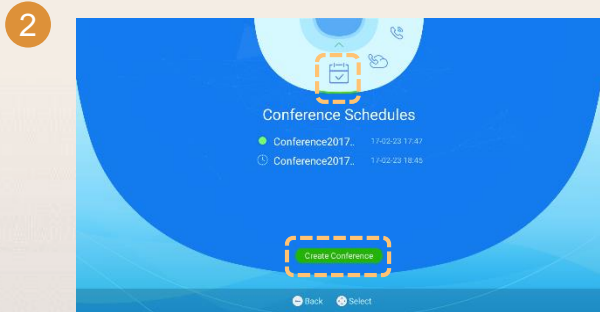 2
Conference Schedules
Conference2017.. 17-02-23 17:47
Conference2017.. 17-02-23 18:45
Create Conference
Back Select